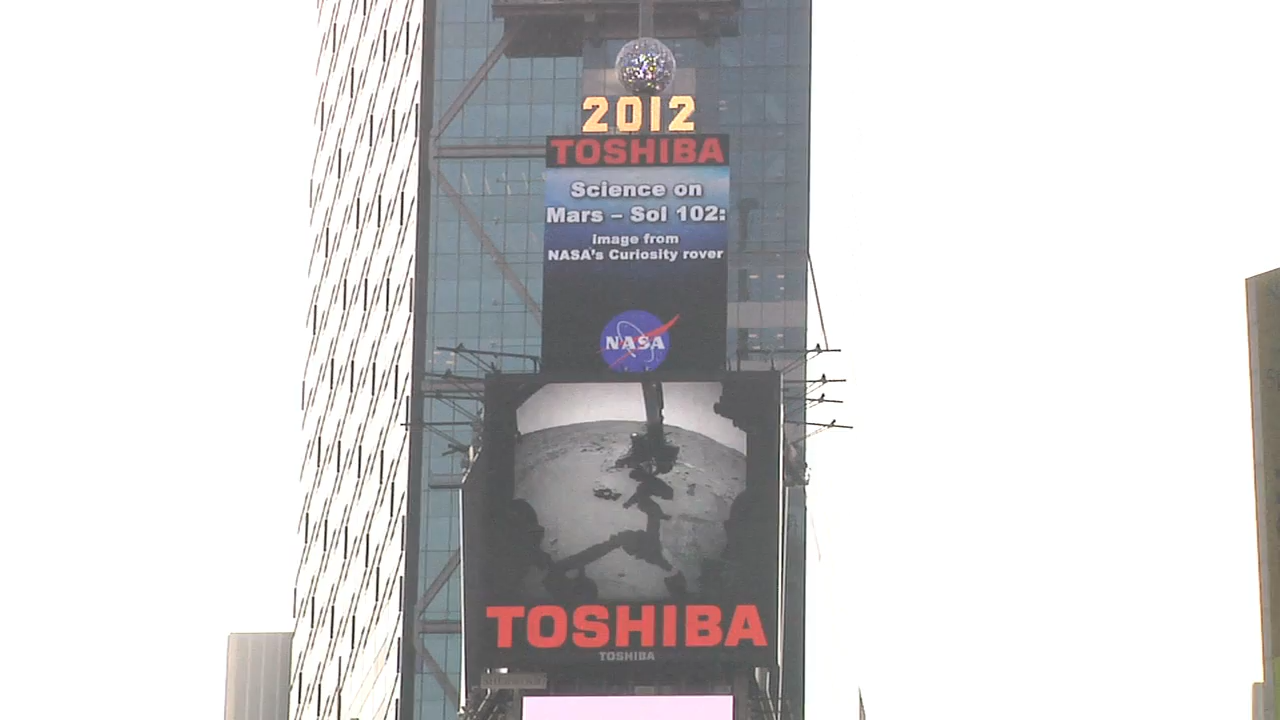 2012
TOSHIBA
Science on
Mars – Sol 102:
Image from
NASA's Curiosity rover
NASA
TOSHIBA
TOSHIBA